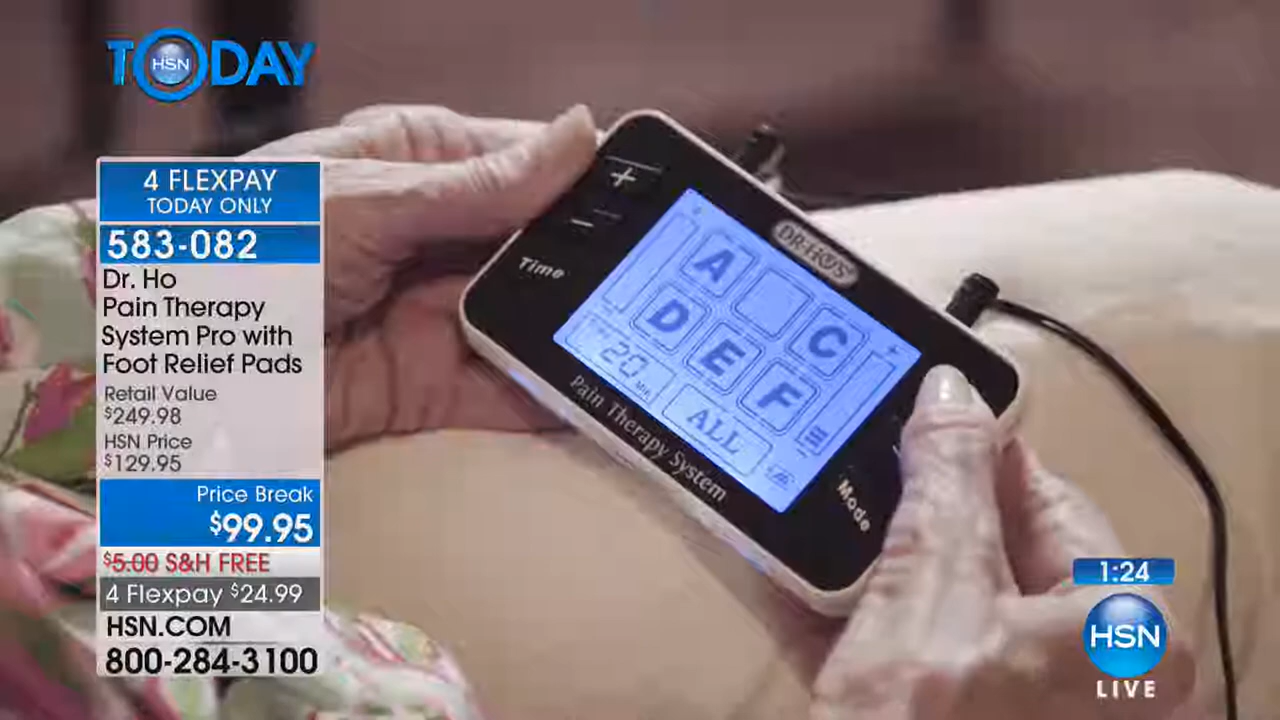 TODAY
HSN
4 FLEXPAY
TODAY ONLY
583-082
Dr. Ho
Pain Therapy
System Pro with
Foot Relief Pads
Retail Value
$249.98
HSN Price
$129.95
Price Break
$99.95
$5.00 S&H FREE
4 Flexpay $24.99
HSN.COM
800-284-3100
+
−
Time
DR-HO'S
A
C
D
E
F
20 Min
ALL
Mode
Pain Therapy System
1:24
HSN
LIVE